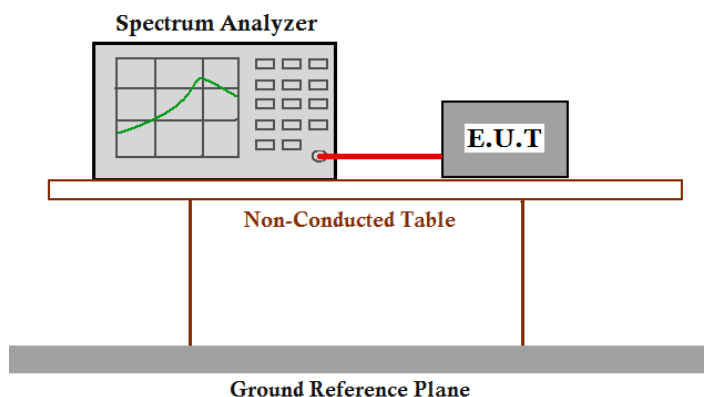 Spectrum Analyzer
E.U.T
Non-Conducted Table
Ground Reference Plane